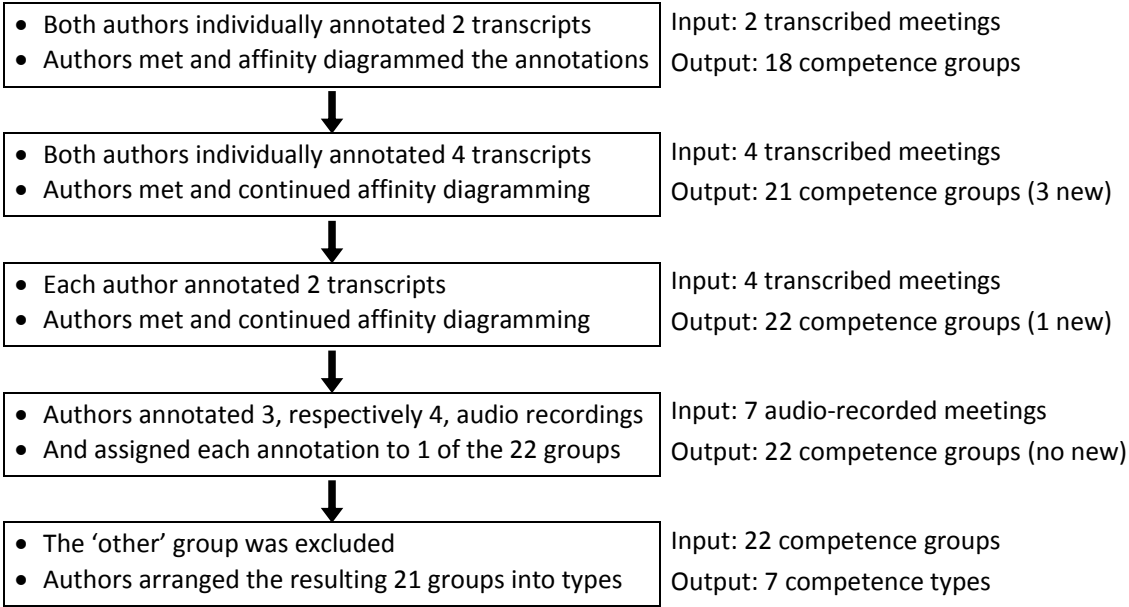 • Both authors individually annotated 2 transcripts
• Authors met and affinity diagrammed the annotations
Input: 2 transcribed meetings
Output: 18 competence groups
• Both authors individually annotated 4 transcripts
• Authors met and continued affinity diagramming
Input: 4 transcribed meetings
Output: 21 competence groups (3 new)
• Each author annotated 2 transcripts
• Authors met and continued affinity diagramming
Input: 4 transcribed meetings
Output: 22 competence groups (1 new)
• Authors annotated 3, respectively 4, audio recordings
• And assigned each annotation to 1 of the 22 groups
Input: 7 audio-recorded meetings
Output: 22 competence groups (no new)
• The ‘other’ group was excluded
• Authors arranged the resulting 21 groups into types
Input: 22 competence groups
Output: 7 competence types